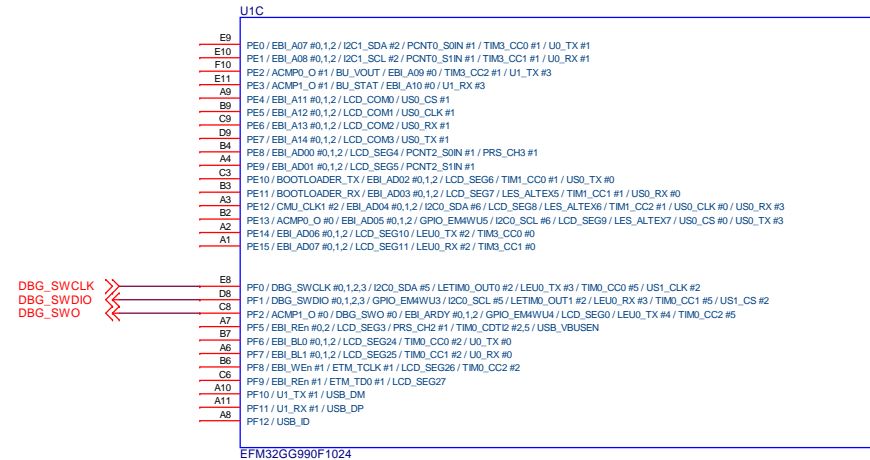 U1C
E9 PE0 / EBI_A07 #0,1,2 / I2C1_SDA #2 / PCNT0_S0IN #1 / TIM3_CC0 #1 / U0_TX #1
E10 PE1 / EBI_A08 #0,1,2 / I2C1_SCL #2 / PCNT0_S1IN #1 / TIM3_CC1 #1 / U0_RX #1
F10 PE2 / ACMP0_O #1 / BU_VOUT / EBI_A09 #0 / TIM3_CC2 #1 / U1_TX #3
E11 PE3 / ACMP1_O #1 / BU_STAT / EBI_A10 #0 / U1_RX #3
A9 PE4 / EBI_A11 #0,1,2 / LCD_COM0 / US0_CS #1
B9 PE5 / EBI_A12 #0,1,2 / LCD_COM1 / US0_CLK #1
C9 PE6 / EBI_A13 #0,1,2 / LCD_COM2 / US0_RX #1
D9 PE7 / EBI_A14 #0,1,2 / LCD_COM3 / US0_TX #1
B4 PE8 / EBI_AD00 #0,1,2 / LCD_SEG4 / PCNT2_S0IN #1 / PRS_CH3 #1
A4 PE9 / EBI_AD01 #0,1,2 / LCD_SEG5 / PCNT2_S1IN #1
C3 PE10 / BOOTLOADER_TX / EBI_AD02 #0,1,2 / LCD_SEG6 / TIM1_CC0 #1 / US0_TX #0
B3 PE11 / BOOTLOADER_RX / EBI_AD03 #0,1,2 / LCD_SEG7 / LES_ALTEX5 / TIM1_CC1 #1 / US0_RX #0
A3 PE12 / CMU_CLK1 #2 / EBI_AD04 #0,1,2 / I2C0_SDA #6 / LCD_SEG8 / LES_ALTEX6 / TIM1_CC2 #1 / US0_CLK #0 / US0_RX #3
B2 PE13 / ACMP0_O #0 / EBI_AD05 #0,1,2 / GPIO_EM4WU5 / I2C0_SCL #6 / LCD_SEG9 / LES_ALTEX7 / US0_CS #0 / US0_TX #3
A2 PE14 / EBI_AD06 #0,1,2 / LCD_SEG10 / LEU0_TX #2 / TIM3_CC0 #0
A1 PE15 / EBI_AD07 #0,1,2 / LCD_SEG11 / LEU0_RX #2 / TIM3_CC1 #0
DBG_SWCLK E8 PF0 / DBG_SWCLK #0,1,2,3 / I2C0_SDA #5 / LETIM0_OUT0 #2 / LEU0_TX #3 / TIM0_CC0 #5 / US1_CLK #2
DBG_SWDIO D8 PF1 / DBG_SWDIO #0,1,2,3 / GPIO_EM4WU3 / I2C0_SCL #5 / LETIM0_OUT1 #2 / LEU0_RX #3 / TIM0_CC1 #5 / US1_CS #2
DBG_SWO C8 PF2 / ACMP1_O #0 / DBG_SWO #0 / EBI_ARDY #0,1,2 / GPIO_EM4WU4 / LCD_SEG0 / LEU0_TX #4 / TIM0_CC2 #5
A7 PF5 / EBI_REn #0,2 / LCD_SEG3 / PRS_CH2 #1 / TIM0_CDTI2 #2,5 / USB_VBUSEN
B7 PF6 / EBI_BL0 #0,1,2 / LCD_SEG24 / TIM0_CC0 #2 / U0_TX #0
A6 PF7 / EBI_BL1 #0,1,2 / LCD_SEG25 / TIM0_CC1 #2 / U0_RX #0
B6 PF8 / EBI_WEn #1 / ETM_TCLK #1 / LCD_SEG26 / TIM0_CC2 #2
C6 PF9 / EBI_REn #1 / ETM_TD0 #1 / LCD_SEG27
A10 PF10 / U1_TX #1 / USB_DM
A11 PF11 / U1_RX #1 / USB_DP
A8 PF12 / USB_ID
EFM32GG990F1024